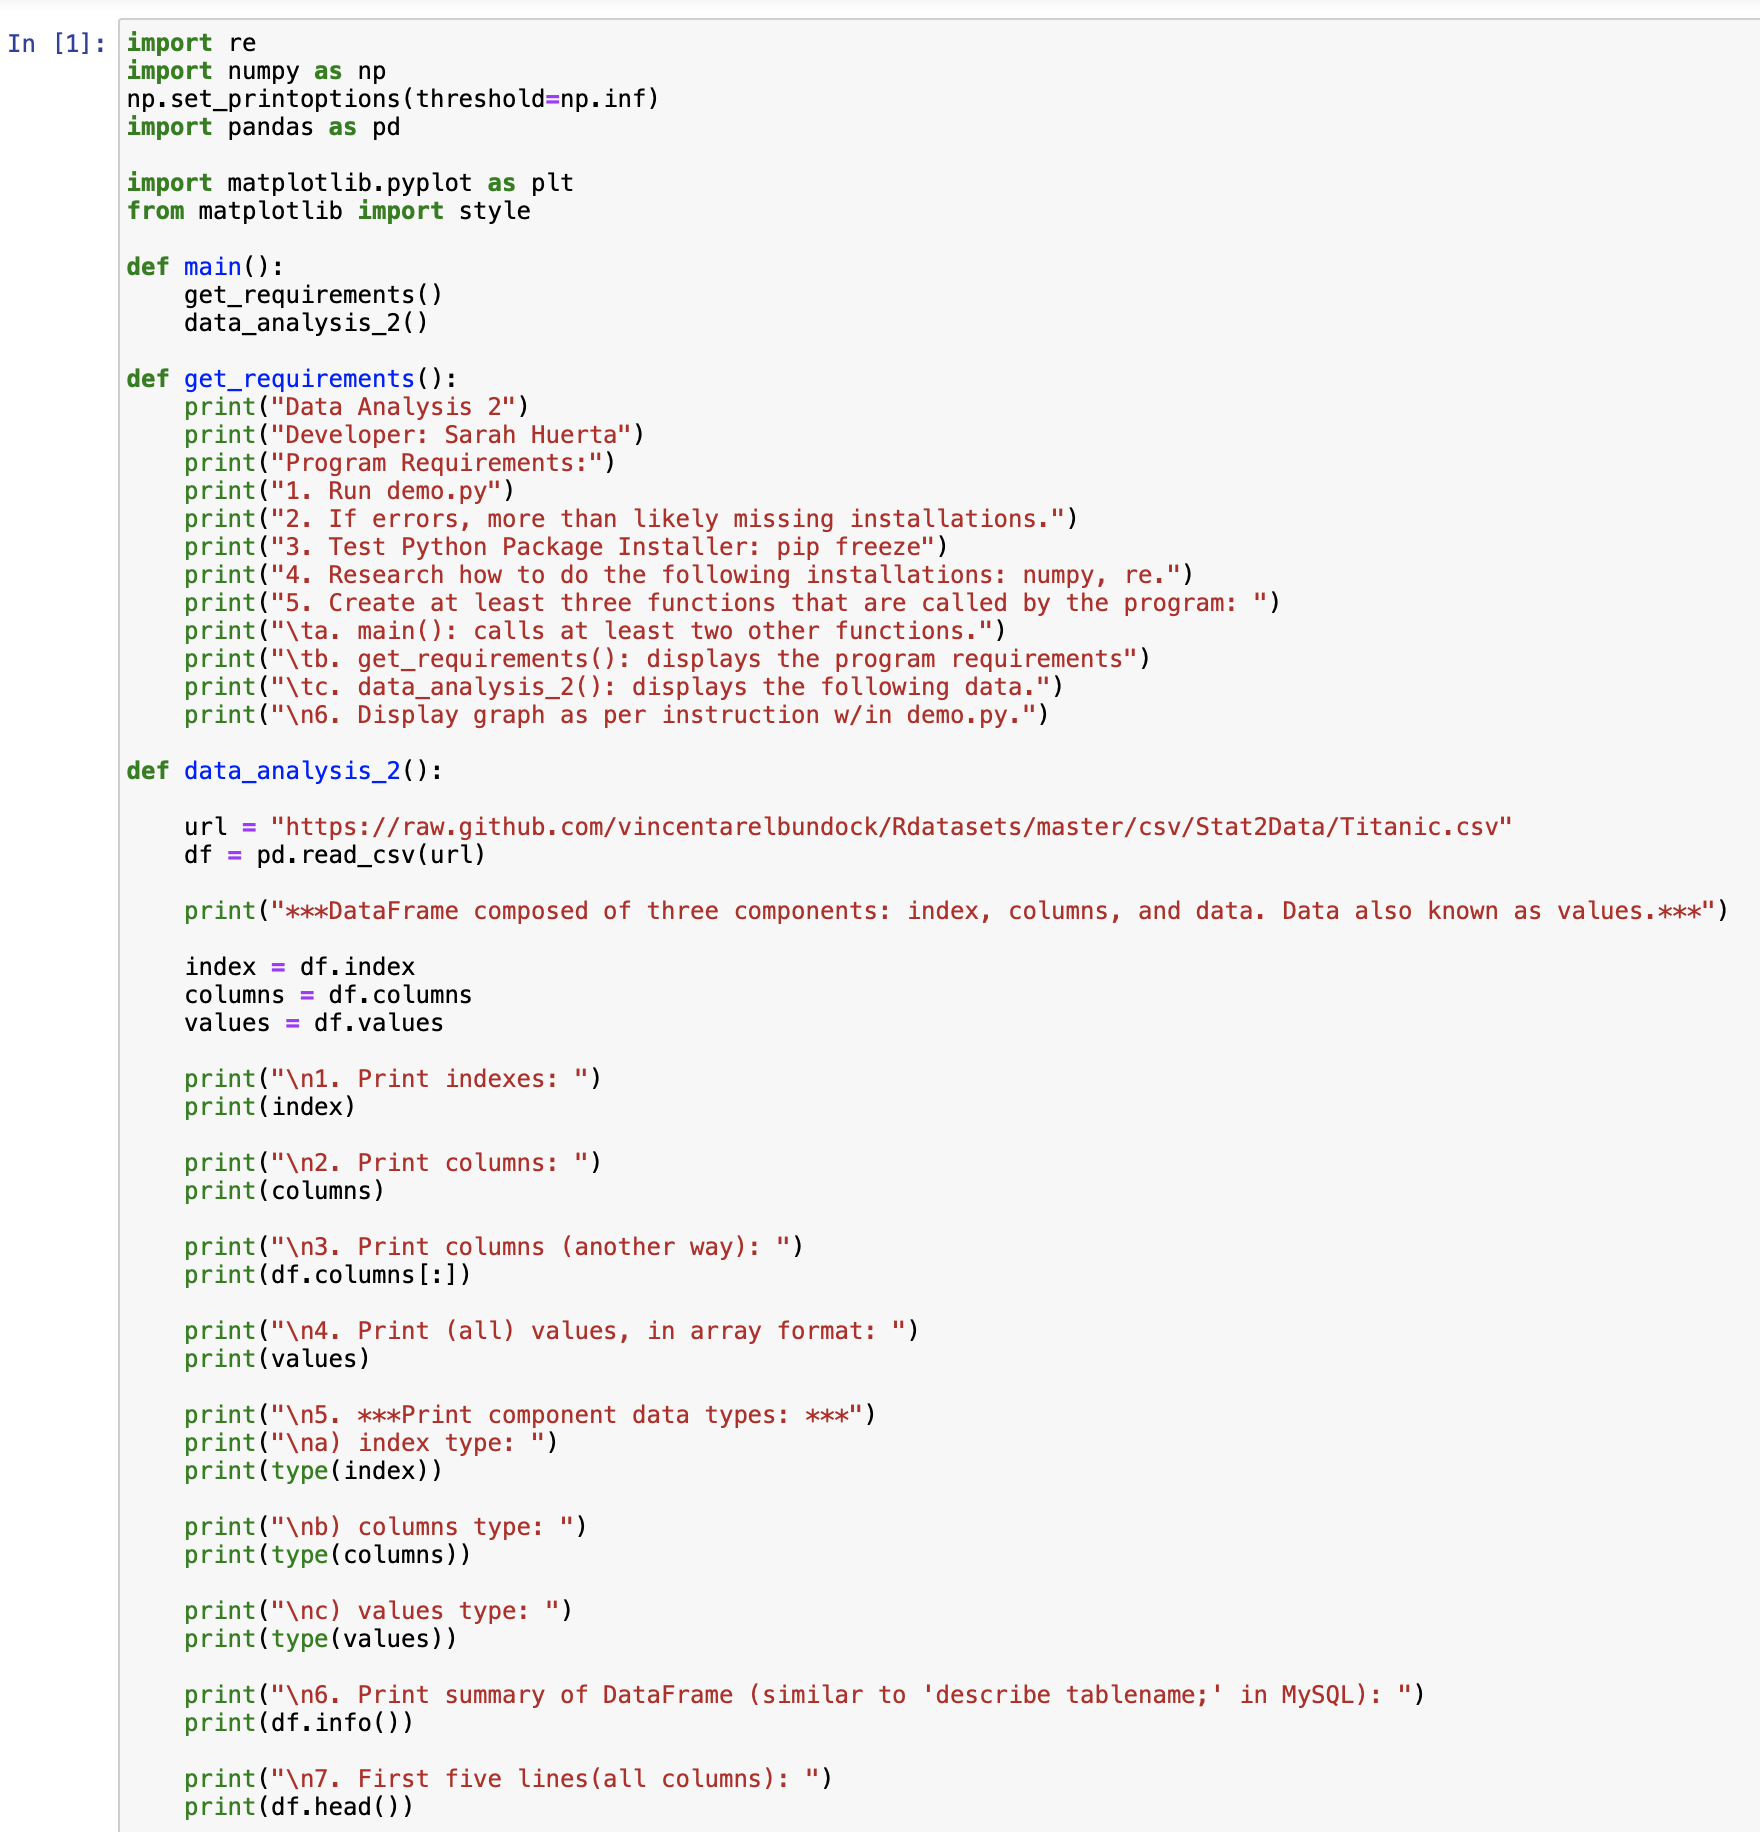 In [1]:
import re
import numpy as np
np.set_printoptions(threshold=np.inf)
import pandas as pd
import matplotlib.pyplot as plt
from matplotlib import style
def main():
    get_requirements()
    data_analysis_2()
def get_requirements():
    print("Data Analysis 2")
    print("Developer: Sarah Huerta")
    print("Program Requirements:")
    print("1. Run demo.py")
    print("2. If errors, more than likely missing installations.")
    print("3. Test Python Package Installer: pip freeze")
    print("4. Research how to do the following installations: numpy, re.")
    print("5. Create at least three functions that are called by the program: ")
    print("\ta. main(): calls at least two other functions.")
    print("\tb. get_requirements(): displays the program requirements")
    print("\tc. data_analysis_2(): displays the following data.")
    print("\n6. Display graph as per instruction w/in demo.py.")
def data_analysis_2():
    url = "https://raw.github.com/vincentarelbundock/Rdatasets/master/csv/Stat2Data/Titanic.csv"
    df = pd.read_csv(url)
    print("***DataFrame composed of three components: index, columns, and data. Data also known as values.***")
    index = df.index
    columns = df.columns
    values = df.values
    print("\n1. Print indexes: ")
    print(index)
    print("\n2. Print columns: ")
    print(columns)
    print("\n3. Print columns (another way): ")
    print(df.columns[:])
    print("\n4. Print (all) values, in array format: ")
    print(values)
    print("\n5. ***Print component data types: ***")
    print("\na) index type: ")
    print(type(index))
    print("\nb) columns type: ")
    print(type(columns))
    print("\nc) values type: ")
    print(type(values))
    print("\n6. Print summary of DataFrame (similar to 'describe tablename;' in MySQL): ")
    print(df.info())
    print("\n7. First five lines(all columns): ")
    print(df.head())